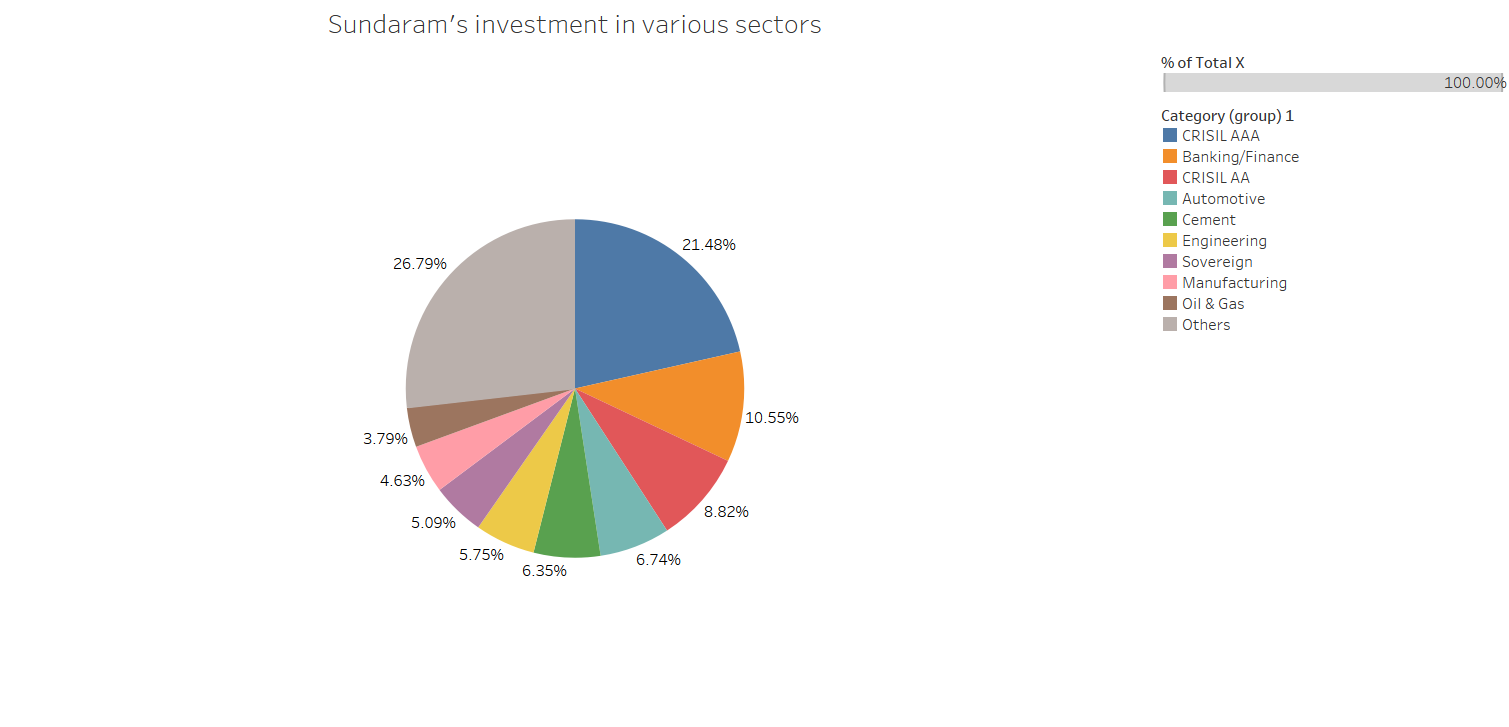 Sundaram's investment in various sectors
% of Total X
100.00%
Category (group) 1
CRISIL AAA
Banking/Finance
CRISIL AA
Automotive
Cement
Engineering
Sovereign
Manufacturing
Oil & Gas
Others
21.48%
10.55%
8.82%
6.74%
6.35%
5.75%
5.09%
4.63%
3.79%
26.79%